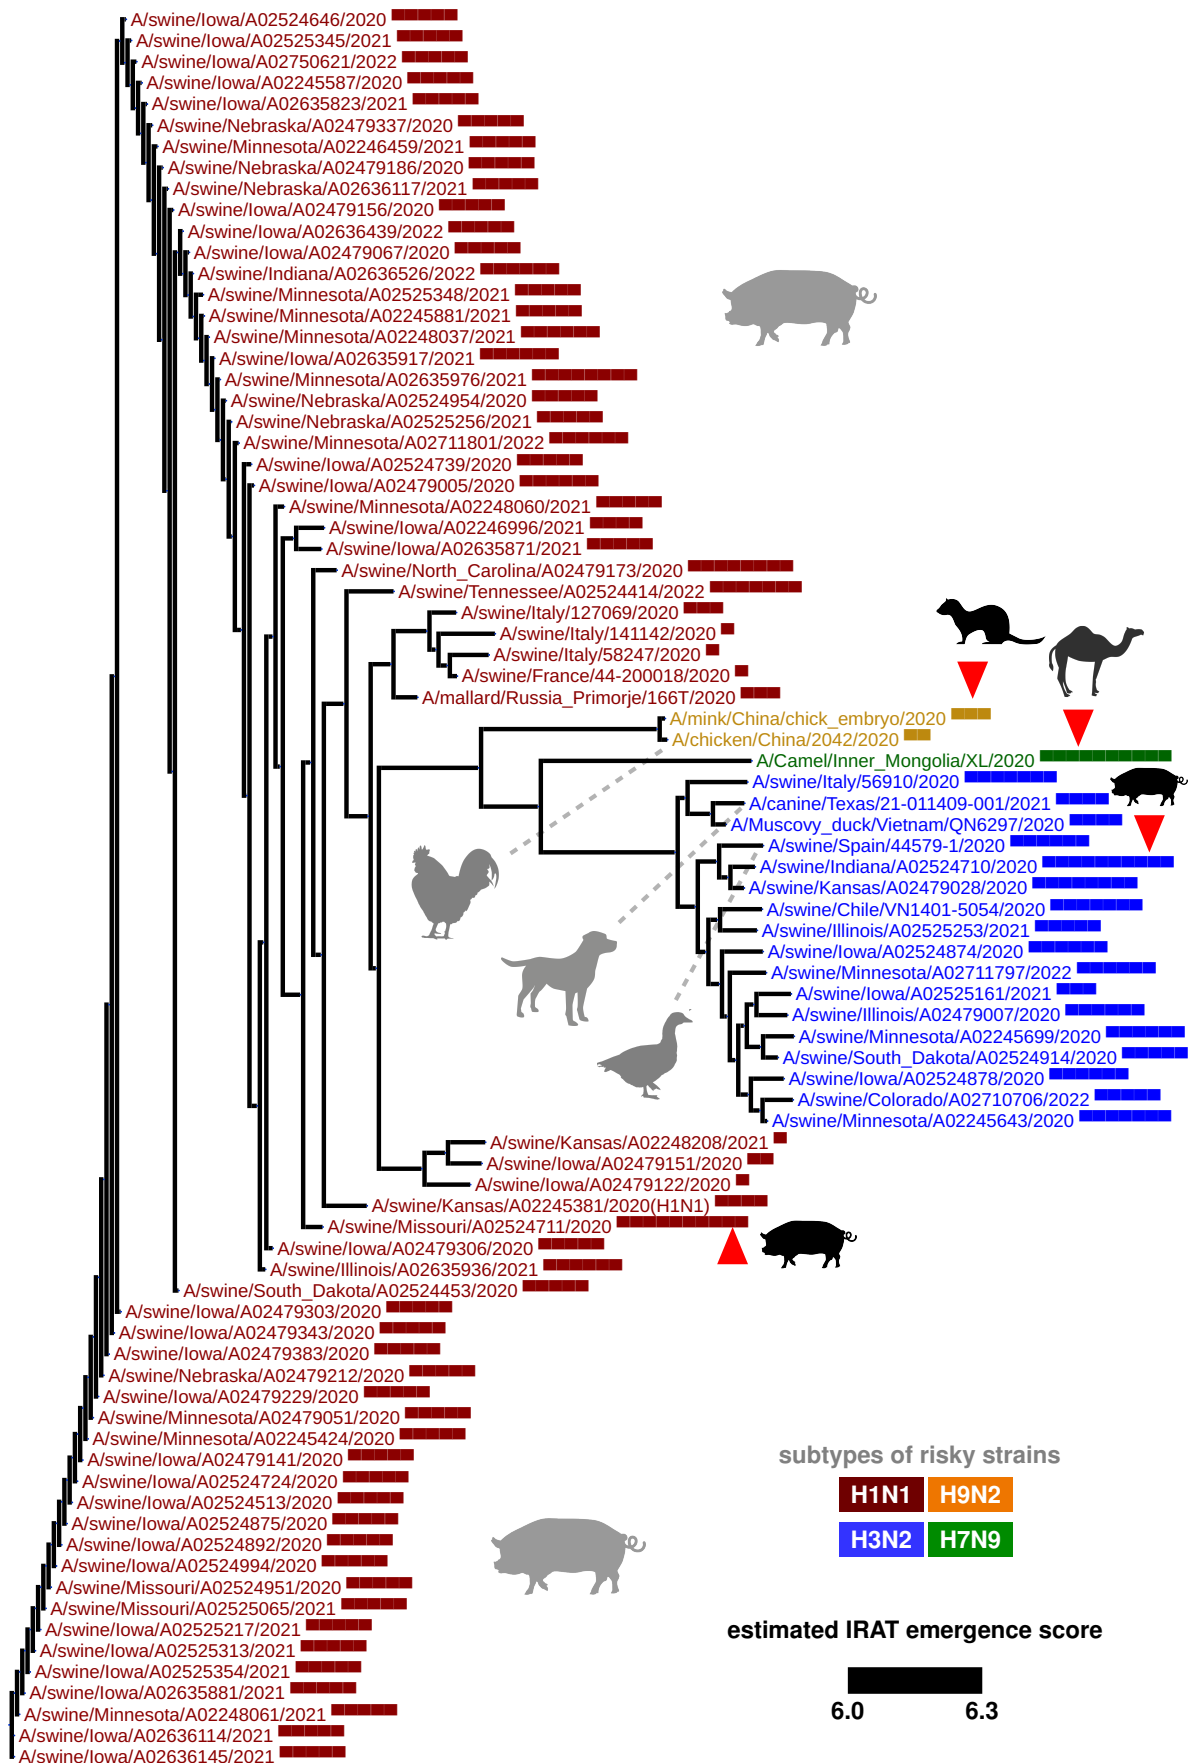 A/swine/Iowa/A02524646/2020
A/swine/Iowa/A02525345/2021
A/swine/Iowa/A02750621/2022
A/swine/Iowa/A02245587/2020
A/swine/Iowa/A02635823/2021
A/swine/Nebraska/A02479337/2020
A/swine/Minnesota/A02246459/2021
A/swine/Nebraska/A02479186/2020
A/swine/Nebraska/A02636117/2021
A/swine/Iowa/A02479156/2020
A/swine/Iowa/A02636439/2022
A/swine/Iowa/A02479067/2020
A/swine/Indiana/A02636526/2022
A/swine/Minnesota/A02525348/2021
A/swine/Minnesota/A02245881/2021
A/swine/Minnesota/A02248037/2021
A/swine/Iowa/A02635917/2021
A/swine/Minnesota/A02635976/2021
A/swine/Nebraska/A02524954/2020
A/swine/Nebraska/A02525256/2021
A/swine/Minnesota/A02711801/2022
A/swine/Iowa/A02524739/2020
A/swine/Iowa/A02479005/2020
A/swine/Minnesota/A02248060/2021
A/swine/Iowa/A02246996/2021
A/swine/Iowa/A02635871/2021
A/swine/North_Carolina/A02479173/2020
A/swine/Tennessee/A02524414/2022
A/swine/Italy/127069/2020
A/swine/Italy/141142/2020
A/swine/Italy/58247/2020
A/swine/France/44-200018/2020
A/mallard/Russia_Primorje/166T/2020
A/mink/China/chick_embryo/2020
A/chicken/China/2042/2020
A/Camel/Inner_Mongolia/XL/2020
A/swine/Italy/56910/2020
A/canine/Texas/21-011409-001/2021
A/Muscovy_duck/Vietnam/QN6297/2020
A/swine/Spain/44579-1/2020
A/swine/Indiana/A02524710/2020
A/swine/Kansas/A02479028/2020
A/swine/Chile/VN1401-5054/2020
A/swine/Illinois/A02525253/2021
A/swine/Iowa/A02524874/2020
A/swine/Minnesota/A02711797/2022
A/swine/Iowa/A02525161/2021
A/swine/Illinois/A02479007/2020
A/swine/Minnesota/A02245699/2020
A/swine/South_Dakota/A02524914/2020
A/swine/Iowa/A02524878/2020
A/swine/Colorado/A02710706/2022
A/swine/Minnesota/A02245643/2020
A/swine/Kansas/A02248208/2021
A/swine/Iowa/A02479151/2020
A/swine/Iowa/A02479122/2020
A/swine/Kansas/A02245381/2020(H1N1)
A/swine/Missouri/A02524711/2020
A/swine/Iowa/A02479306/2020
A/swine/Illinois/A02635936/2021
A/swine/South_Dakota/A02524453/2020
A/swine/Iowa/A02479303/2020
A/swine/Iowa/A02479343/2020
A/swine/Iowa/A02479383/2020
A/swine/Nebraska/A02479212/2020
A/swine/Iowa/A02479229/2020
A/swine/Minnesota/A02479051/2020
A/swine/Minnesota/A02245424/2020
A/swine/Iowa/A02479141/2020
A/swine/Iowa/A02524724/2020
A/swine/Iowa/A02524513/2020
A/swine/Iowa/A02524875/2020
A/swine/Iowa/A02524892/2020
A/swine/Iowa/A02524994/2020
A/swine/Missouri/A02524951/2020
A/swine/Missouri/A02525065/2021
A/swine/Iowa/A02525217/2021
A/swine/Iowa/A02525313/2021
A/swine/Iowa/A02525354/2021
A/swine/Iowa/A02635881/2021
A/swine/Minnesota/A02248061/2021
A/swine/Iowa/A02636114/2021
A/swine/Iowa/A02636145/2021
subtypes of risky strains
H1N1 H9N2
H3N2 H7N9
estimated IRAT emergence score
6.0 6.3